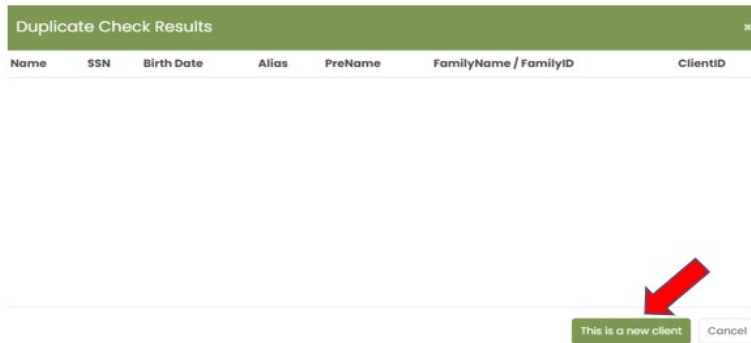 Duplicate Check Results
Name SSN Birth Date Alias PreName FamilyName / FamilyID ClientID
This is a new client Cancel